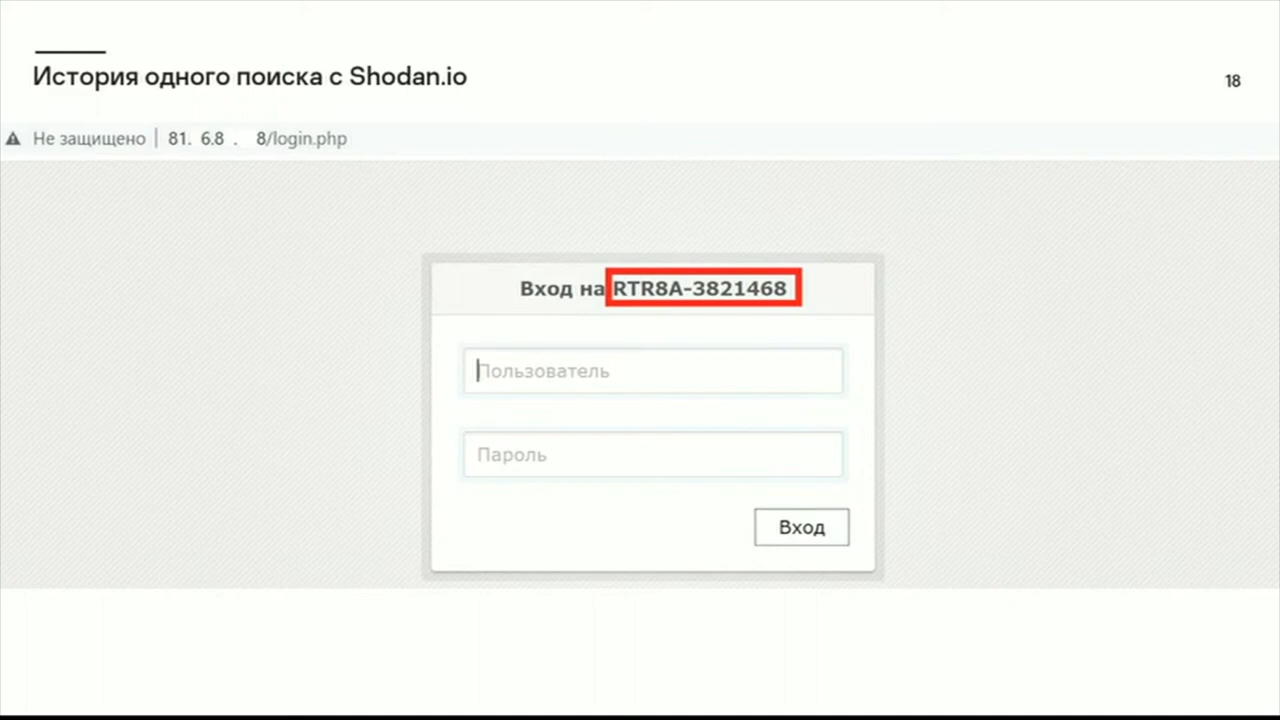 История одного поиска с Shodan.io
18
Не защищено | 81. 6.8 . 8/login.php
Вход на RTR8A-3821468
Пользователь
Пароль
Вход